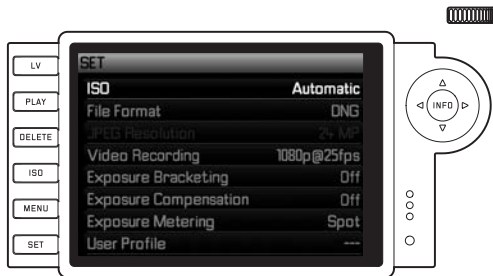 LV
PLAY
DELETE
ISO
MENU
SET
SET
ISO Automatic
File Format DNG
JPEG Resolution 24 MP
Video Recording 1080p@25fps
Exposure Bracketing Off
Exposure Compensation Off
Exposure Metering Spot
User Profile ---
INFO